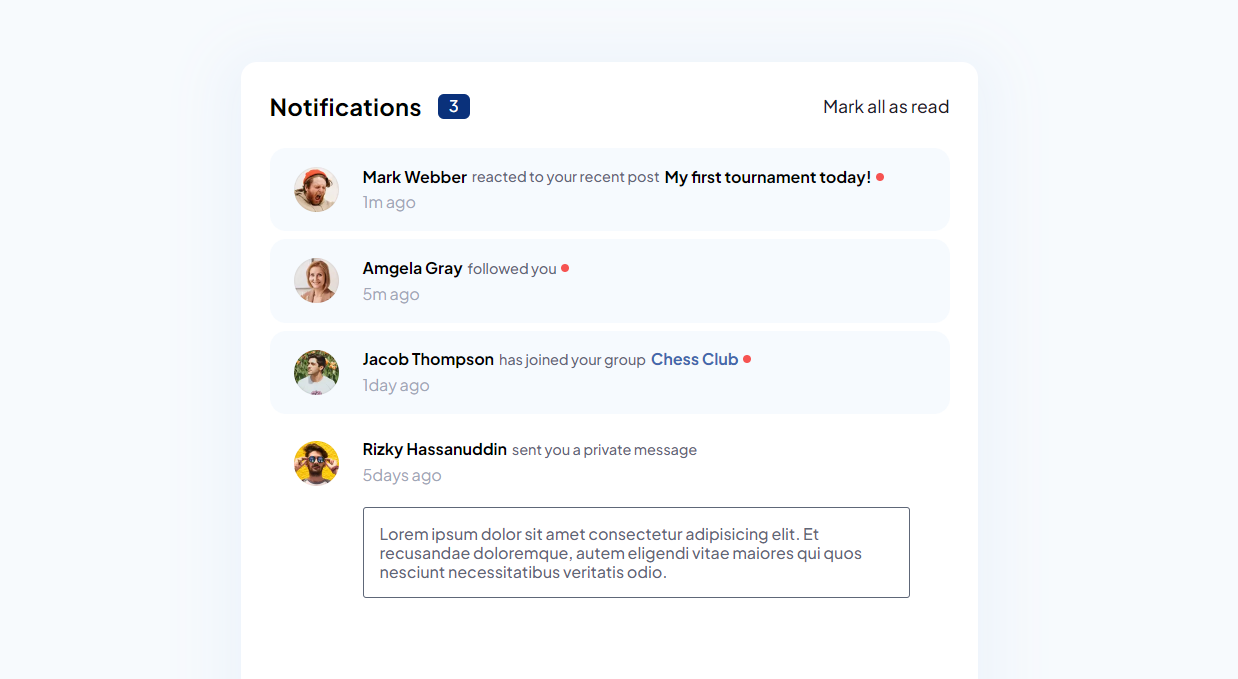 Notifications 3 Mark all as read
Mark Webber reacted to your recent post My first tournament today!
1m ago
Amgela Gray followed you
5m ago
Jacob Thompson has joined your group Chess Club
1day ago
Rizky Hassanuddin sent you a private message
5days ago
Lorem ipsum dolor sit amet consectetur adipisicing elit. Et
recusandae doloremque, autem eligendi vitae maiores qui quos
nesciunt necessitatibus veritatis odio.